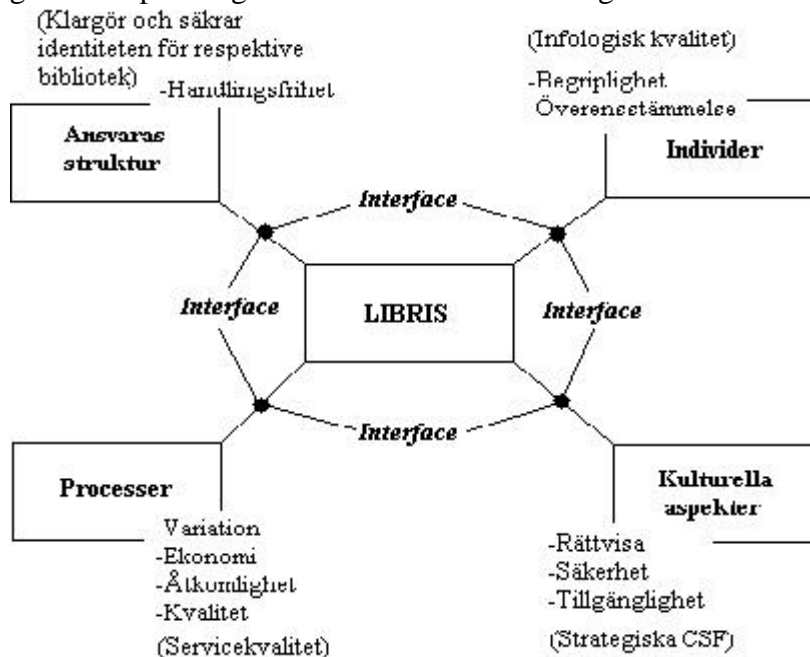 (Klargör och säkrar
identiteten för respektive
bibliotek)
-Handlingsfrihet
Ansvaras
struktur
(Infologisk kvalitet)
-Begriplighet
Överensstämmelse
Individer
Interface
Interface
LIBRIS
Interface
Interface
Processer
Variation
-Ekonomi
-Åtkomlighet
-Kvalitet
(Servicekvalitet)
Kulturella
aspekter
-Rättvisa
-Säkerhet
-Tillgänglighet
(Strategiska CSF)